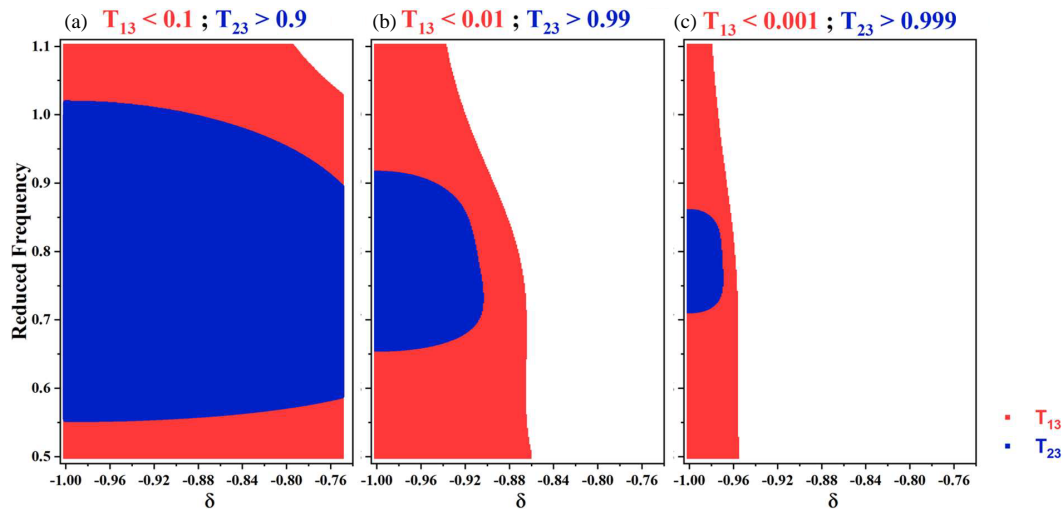 (a) T₁₃ < 0.1 ; T₂₃ > 0.9
(b) T₁₃ < 0.01 ; T₂₃ > 0.99
(c) T₁₃ < 0.001 ; T₂₃ > 0.999
Reduced Frequency
1.1
1.0
0.9
0.8
0.7
0.6
0.5
-1.00 -0.96 -0.92 -0.88 -0.84 -0.80 -0.76
δ
-1.00 -0.96 -0.92 -0.88 -0.84 -0.80 -0.76
δ
-1.00 -0.96 -0.92 -0.88 -0.84 -0.80 -0.76
δ
T₁₃
T₂₃